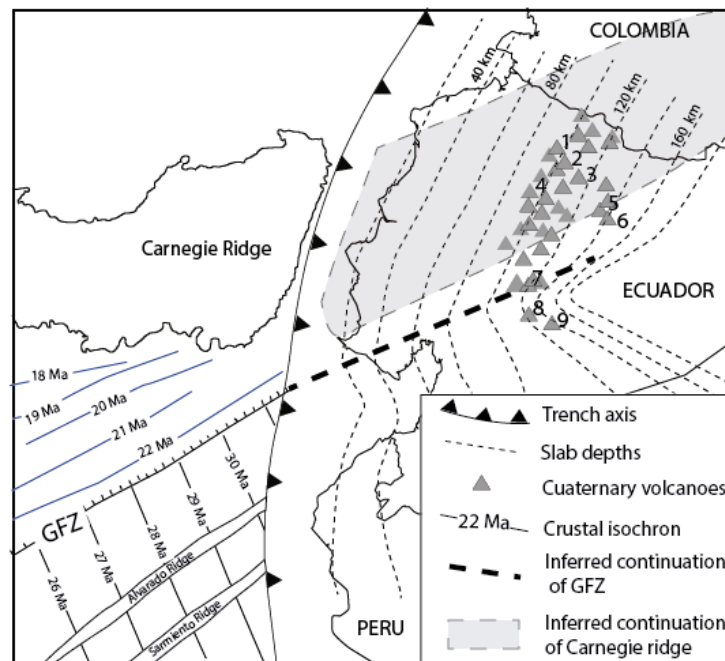 COLOMBIA
40 km
80 km
120 km
160 km
1
2
3
4
5
6
Carnegie Ridge
7
ECUADOR
8
9
18 Ma
19 Ma
20 Ma
21 Ma
22 Ma
30 Ma
29 Ma
28 Ma
27 Ma
26 Ma
GFZ
Alvarado Ridge
Sarmiento Ridge
PERU
Trench axis
Slab depths
Cuaternary volcanoes
22 Ma
Crustal isochron
Inferred continuation
of GFZ
Inferred continuation
of Carnegie ridge